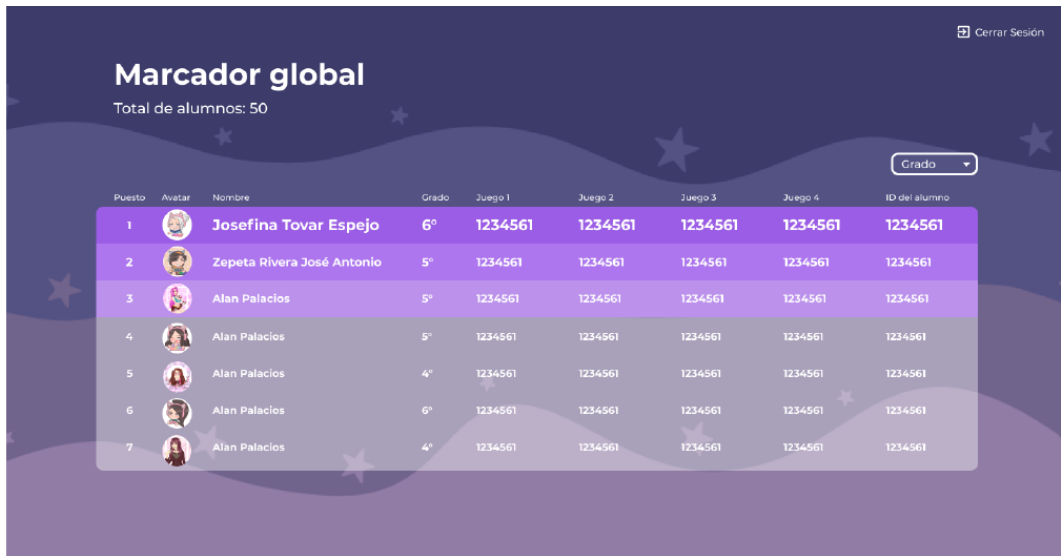 Cerrar Sesión
Marcador global
Total de alumnos: 50
Grado
Puesto Avatar Nombre Grado Juego 1 Juego 2 Juego 3 Juego 4 ID del alumno
1 Josefina Tovar Espejo 6° 1234561 1234561 1234561 1234561 1234561
2 Zepeta Rivera José Antonio 5° 1234561 1234561 1234561 1234561 1234561
3 Alan Palacios 5° 1234561 1234561 1234561 1234561 1234561
4 Alan Palacios 5° 1234561 1234561 1234561 1234561 1234561
5 Alan Palacios 4° 1234561 1234561 1234561 1234561 1234561
6 Alan Palacios 6° 1234561 1234561 1234561 1234561 1234561
7 Alan Palacios 4° 1234561 1234561 1234561 1234561 1234561